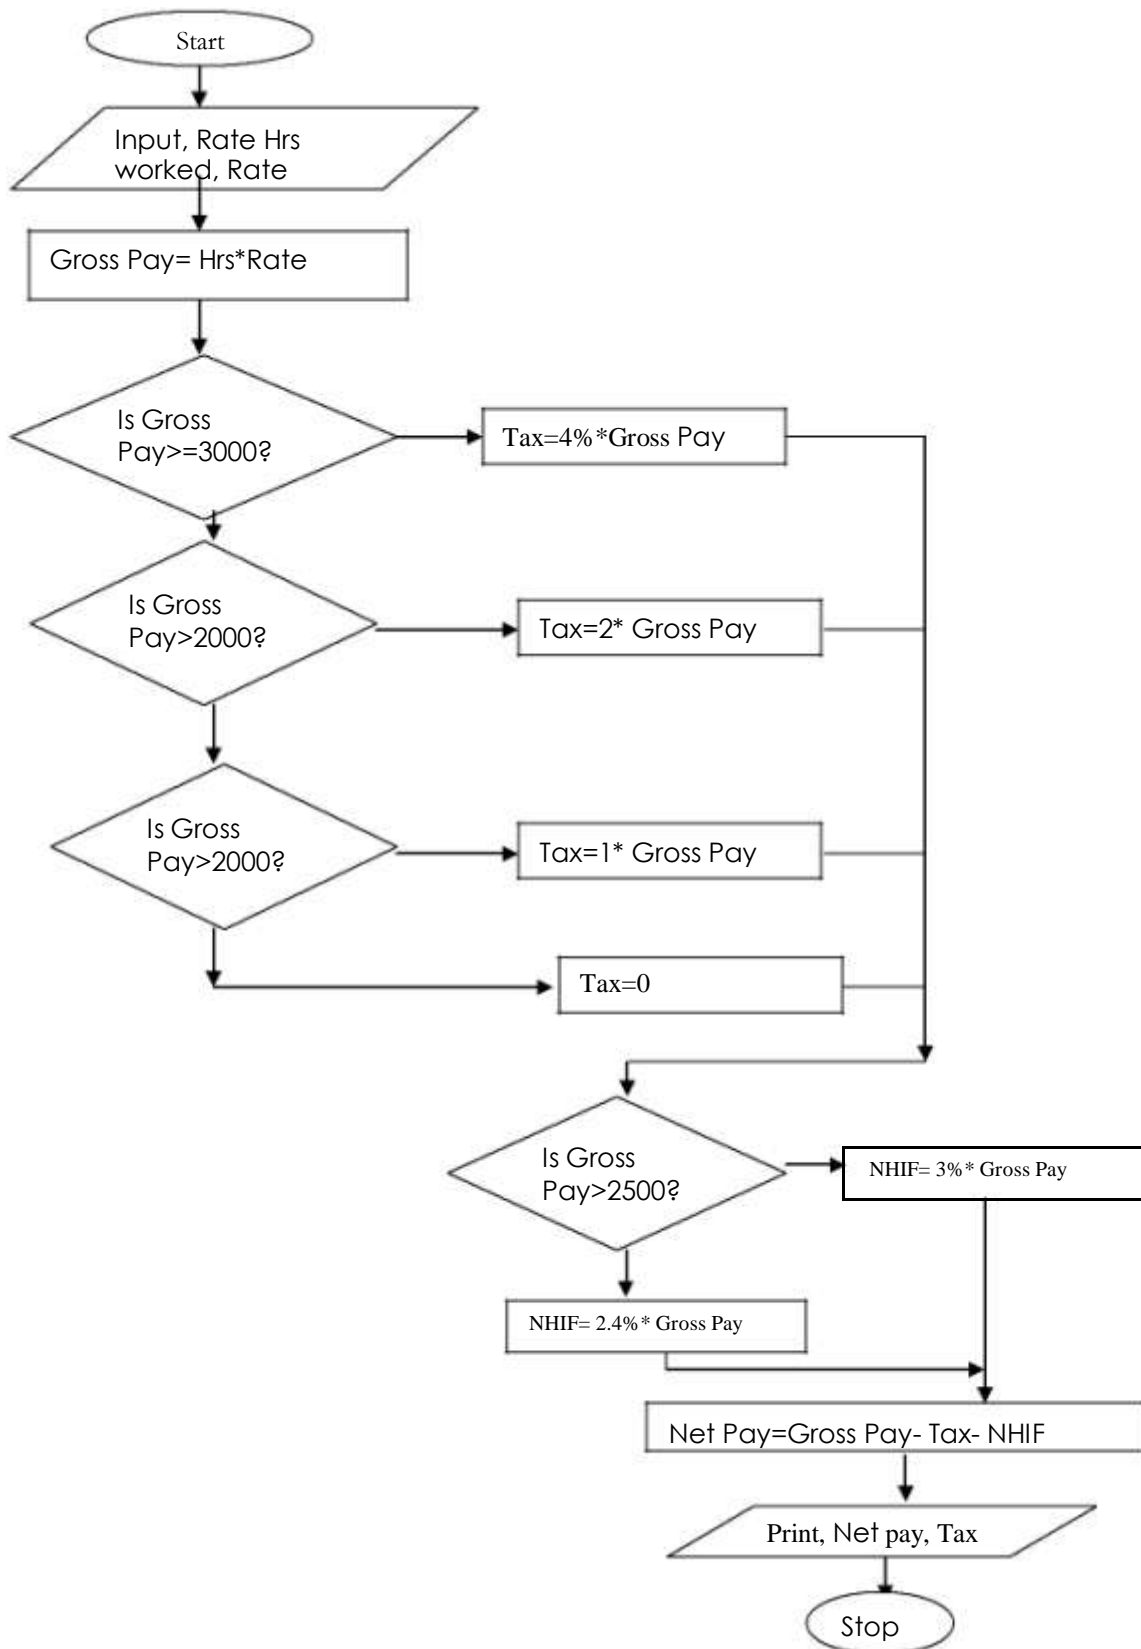 Start
Input, Rate Hrs
worked, Rate
Gross Pay= Hrs*Rate
Is Gross
Pay>=3000?
Tax=4%*Gross Pay
Is Gross
Pay>2000?
Tax=2* Gross Pay
Is Gross
Pay>2000?
Tax=1* Gross Pay
Tax=0
Is Gross
Pay>2500?
NHIF= 3%* Gross Pay
NHIF= 2.4%* Gross Pay
Net Pay=Gross Pay- Tax- NHIF
Print, Net pay, Tax
Stop